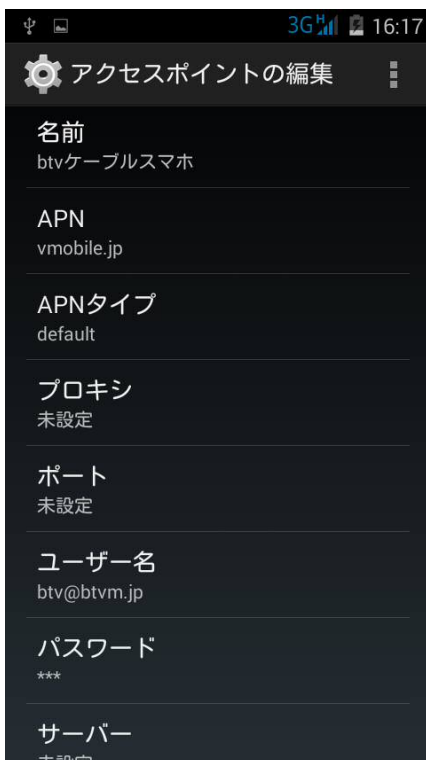 3G H 16:17
アクセスポイントの編集
名前
btvケーブルスマホ
APN
vmobile.jp
APNタイプ
default
プロキシ
未設定
ポート
未設定
ユーザー名
btv@btvm.jp
パスワード
***
サーバー
未設定